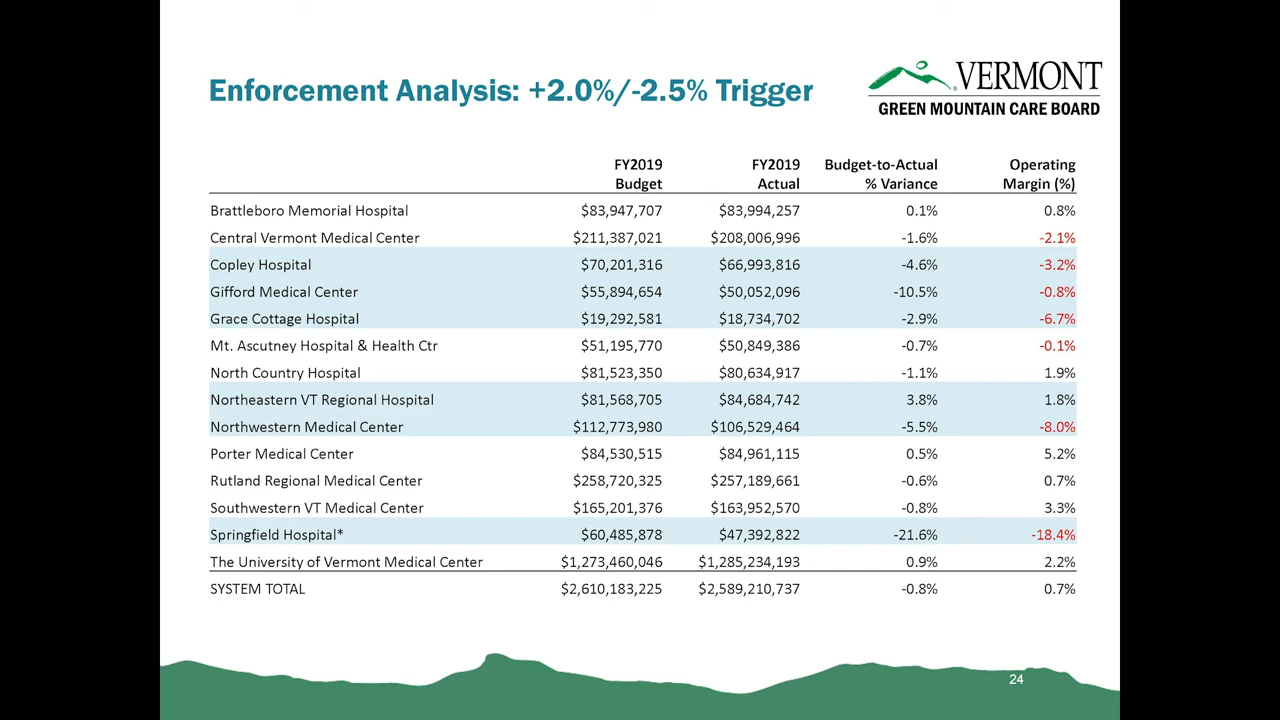 Enforcement Analysis: +2.0%/-2.5% Trigger
VERMONT
GREEN MOUNTAIN CARE BOARD
FY2019 FY2019 Budget-to-Actual Operating
Budget Actual % Variance Margin (%)
Brattleboro Memorial Hospital $83,947,707 $83,994,257 0.1% 0.8%
Central Vermont Medical Center $211,387,021 $208,006,996 -1.6% -2.1%
Copley Hospital $70,201,316 $66,993,816 -4.6% -3.2%
Gifford Medical Center $55,894,654 $50,052,096 -10.5% -0.8%
Grace Cottage Hospital $19,292,581 $18,734,702 -2.9% -6.7%
Mt. Ascutney Hospital & Health Ctr $51,195,770 $50,849,386 -0.7% -0.1%
North Country Hospital $81,523,350 $80,634,917 -1.1% 1.9%
Northeastern VT Regional Hospital $81,568,705 $84,684,742 3.8% 1.8%
Northwestern Medical Center $112,773,980 $106,529,464 -5.5% -8.0%
Porter Medical Center $84,530,515 $84,961,115 0.5% 5.2%
Rutland Regional Medical Center $258,720,325 $257,189,661 -0.6% 0.7%
Southwestern VT Medical Center $165,201,376 $163,952,570 -0.8% 3.3%
Springfield Hospital* $60,485,878 $47,392,822 -21.6% -18.4%
The University of Vermont Medical Center $1,273,460,046 $1,285,234,193 0.9% 2.2%
SYSTEM TOTAL $2,610,183,225 $2,589,210,737 -0.8% 0.7%
24